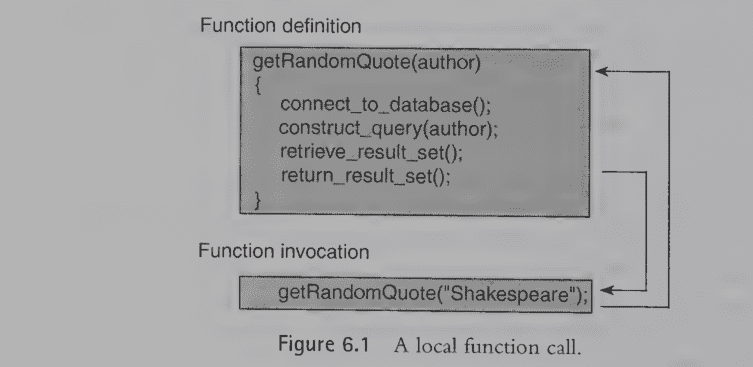 Function definition
getRandomQuote(author)
{
connect_to_database();
construct_query(author);
retrieve_result_set();
return_result_set();
}
Function invocation
getRandomQuote("Shakespeare");
Figure 6.1 A local function call.